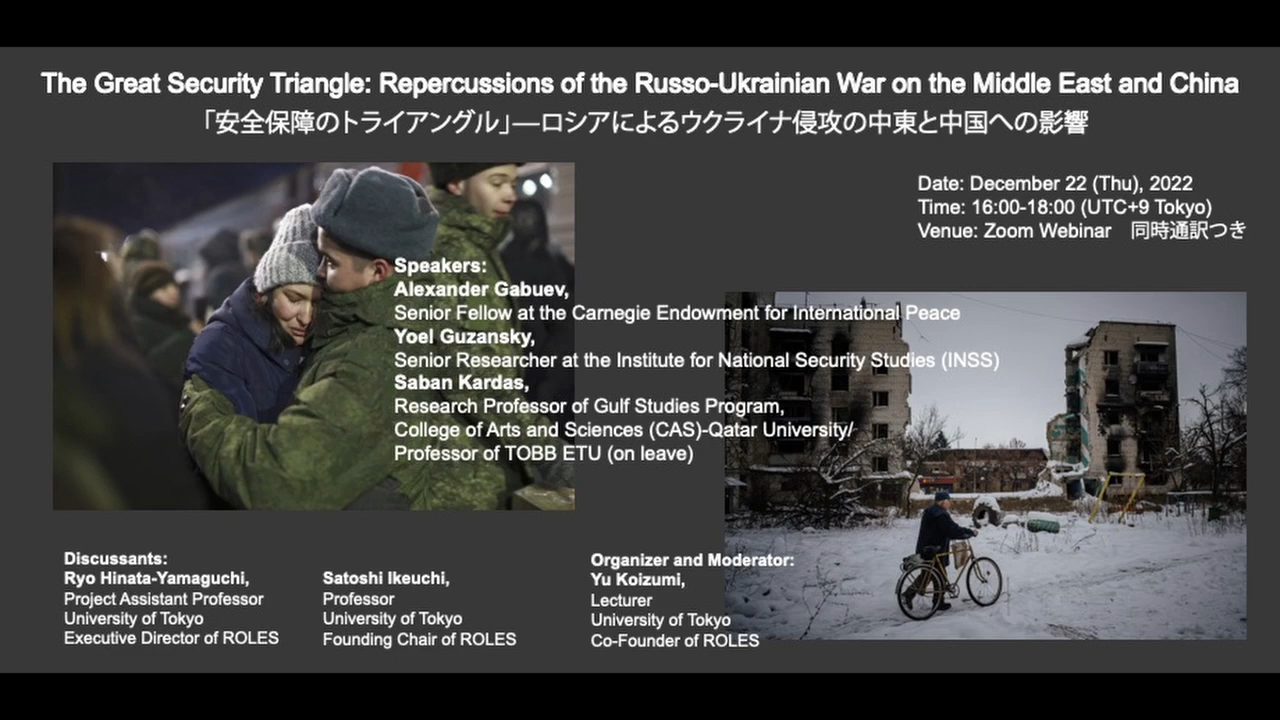 The Great Security Triangle: Repercussions of the Russo-Ukrainian War on the Middle East and China
「安全保障のトライアングル」―ロシアによるウクライナ侵攻の中東と中国への影響
Date: December 22 (Thu), 2022
Time: 16:00-18:00 (UTC+9 Tokyo)
Venue: Zoom Webinar　同時通訳つき
Speakers:
Alexander Gabuev,
Senior Fellow at the Carnegie Endowment for International Peace
Yoel Guzansky,
Senior Researcher at the Institute for National Security Studies (INSS)
Saban Kardas,
Research Professor of Gulf Studies Program,
College of Arts and Sciences (CAS)-Qatar University/
Professor of TOBB ETU (on leave)
Discussants:
Ryo Hinata-Yamaguchi,
Project Assistant Professor
University of Tokyo
Executive Director of ROLES
Satoshi Ikeuchi,
Professor
University of Tokyo
Founding Chair of ROLES
Organizer and Moderator:
Yu Koizumi,
Lecturer
University of Tokyo
Co-Founder of ROLES